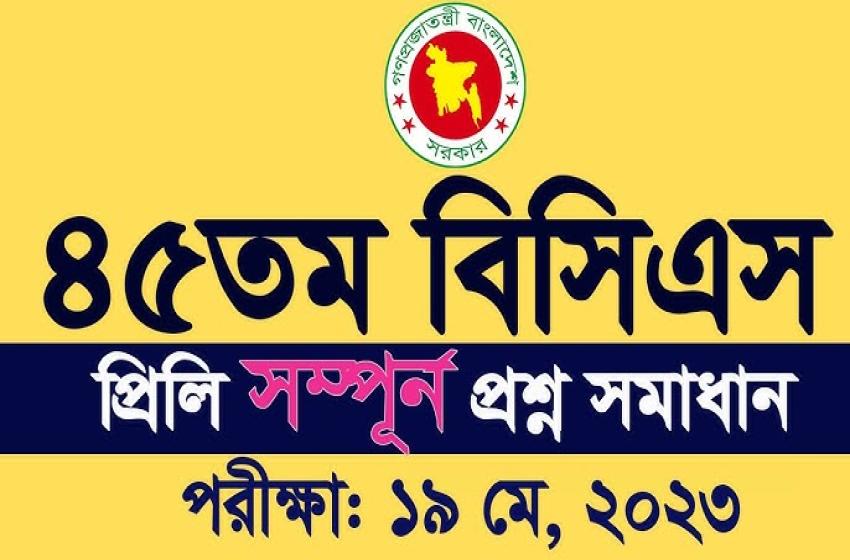 গণপ্রজাতন্ত্রী বাংলাদেশ
সরকার
৪৫তম বিসিএস
প্রিলি সম্পূর্ন প্রশ্ন সমাধান
পরীক্ষাঃ ১৯ মে, ২০২৩